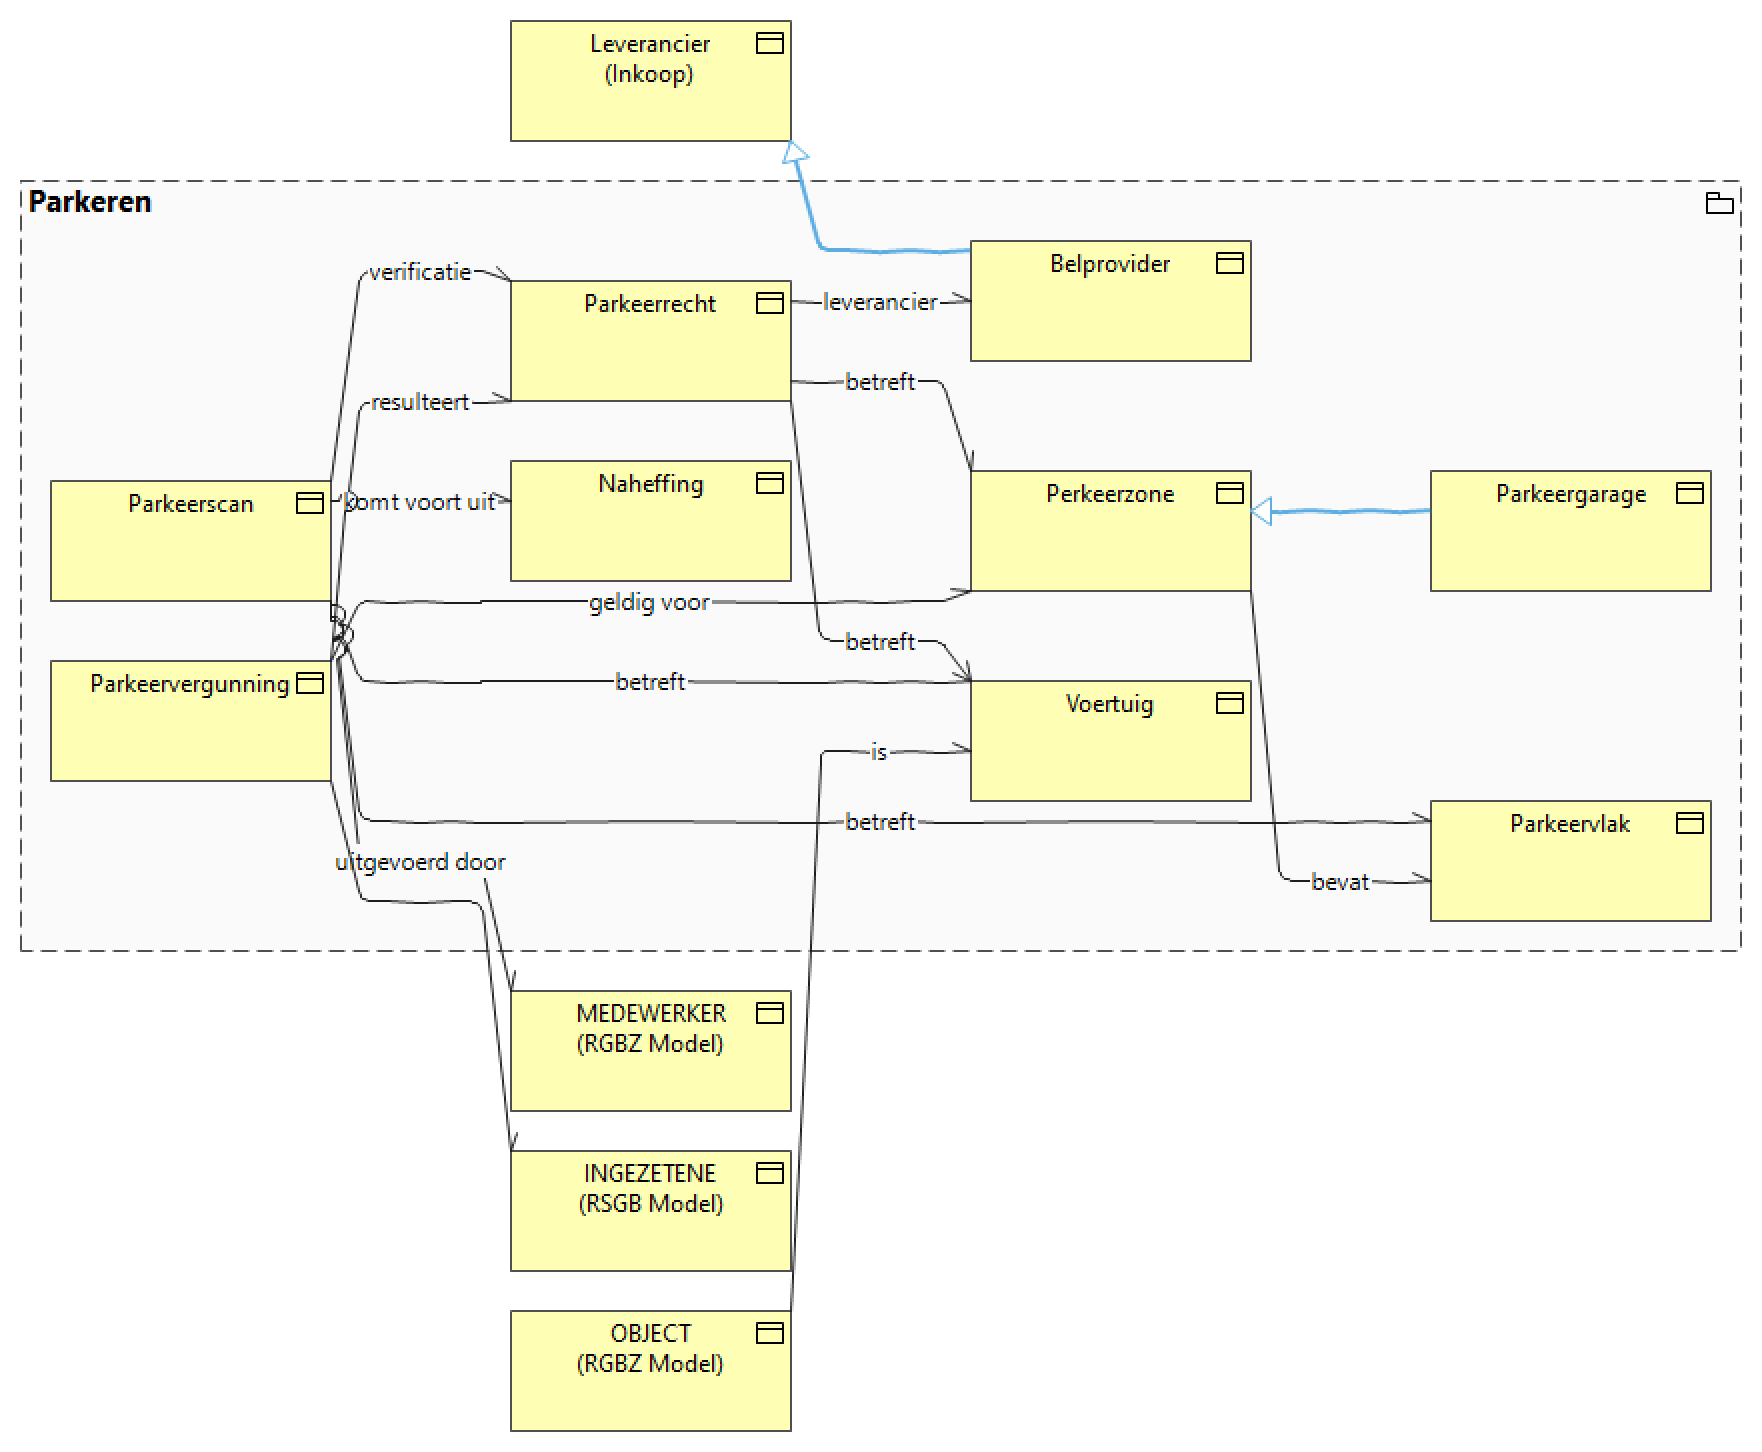 Leverancier
(Inkoop)
Parkeren
verificatie
Belprovider
Parkeerrecht
leverancier
betreft
resulteert
Parkeerscan
komt voort uit
Naheffing
Perkeerzone
Parkeergarage
geldig voor
betreft
Parkeervergunning
betreft
Voertuig
is
betreft
Parkeervlak
uitgevoerd door
bevat
MEDEWERKER
(RGBZ Model)
INGEZETENE
(RSGB Model)
OBJECT
(RGBZ Model)